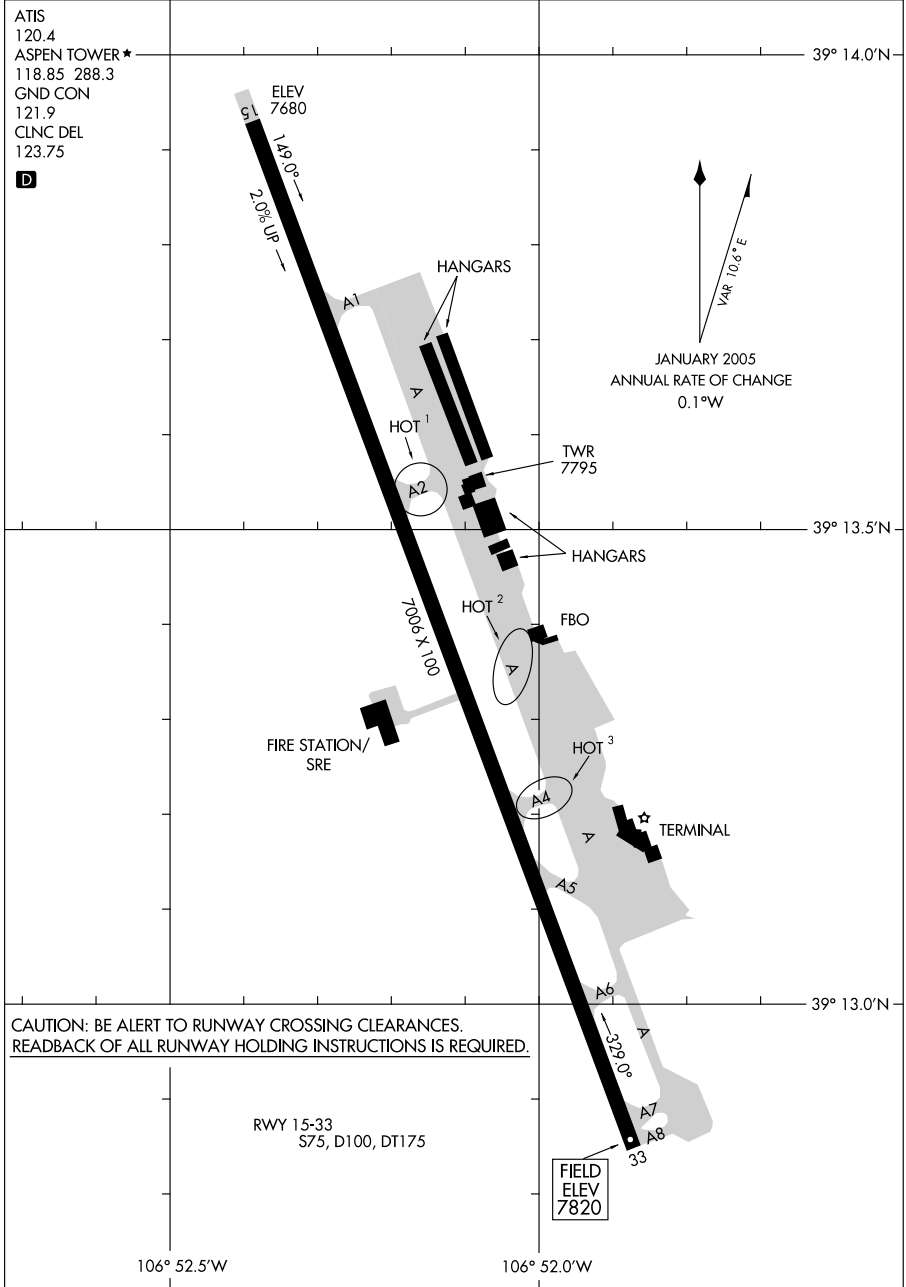 ATIS
120.4
ASPEN TOWER★
118.85 288.3
GND CON
121.9
CLNC DEL
123.75
D
39° 14.0'N
15
ELEV
7680
149.0°
2.0% UP
VAR 10.6° E
JANUARY 2005
ANNUAL RATE OF CHANGE
0.1°W
HANGARS
A1
A
HOT 1
A2
TWR
7795
39° 13.5'N
HANGARS
7006 X 100
HOT 2
A
FBO
FIRE STATION/
SRE
HOT 3
A4
A
TERMINAL
A5
A6
39° 13.0'N
CAUTION: BE ALERT TO RUNWAY CROSSING CLEARANCES.
READBACK OF ALL RUNWAY HOLDING INSTRUCTIONS IS REQUIRED.
A
329.0°
A7
A8
33
RWY 15-33
S75, D100, DT175
FIELD
ELEV
7820
106° 52.5'W
106° 52.0'W